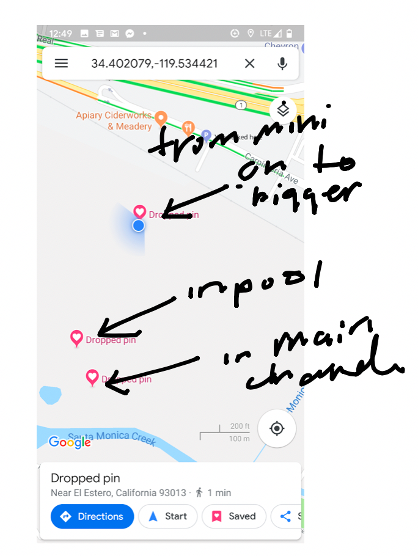 12:49
LTE
Real
Chevron
34.402079,-119.534421
1
Apiary Ciderworks
& Meadery
Carpinteria Ave
from mini
on to
bigger
Dropped pin
in pool
Dropped pin
in main
channel
Dropped pin
200 ft
100 m
Google
Santa Monica Creek
Dropped pin
Near El Estero, California 93013 · 1 min
Directions
Start
Saved
S